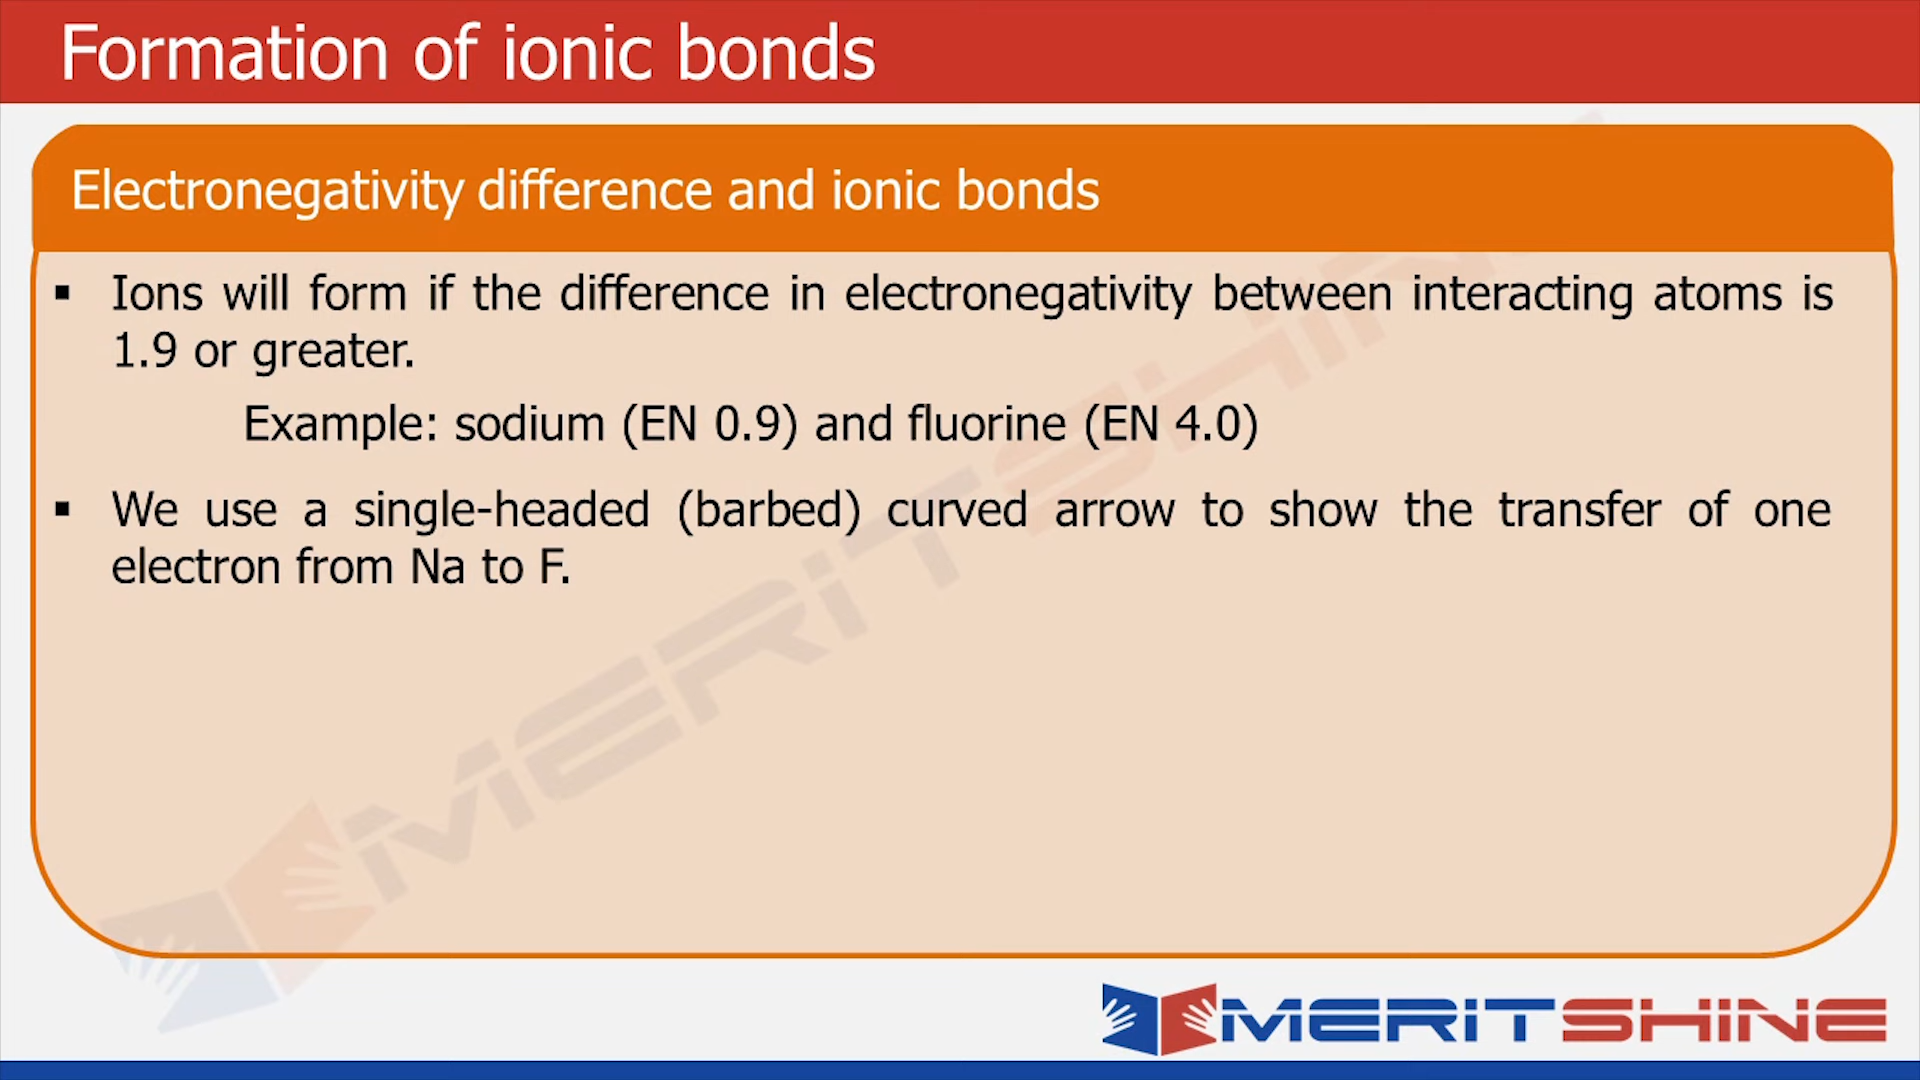 Formation of ionic bonds
Electronegativity difference and ionic bonds
▪ Ions will form if the difference in electronegativity between interacting atoms is
1.9 or greater.
Example: sodium (EN 0.9) and fluorine (EN 4.0)
▪ We use a single-headed (barbed) curved arrow to show the transfer of one
electron from Na to F.
MERITSHINE
MERITSHINE